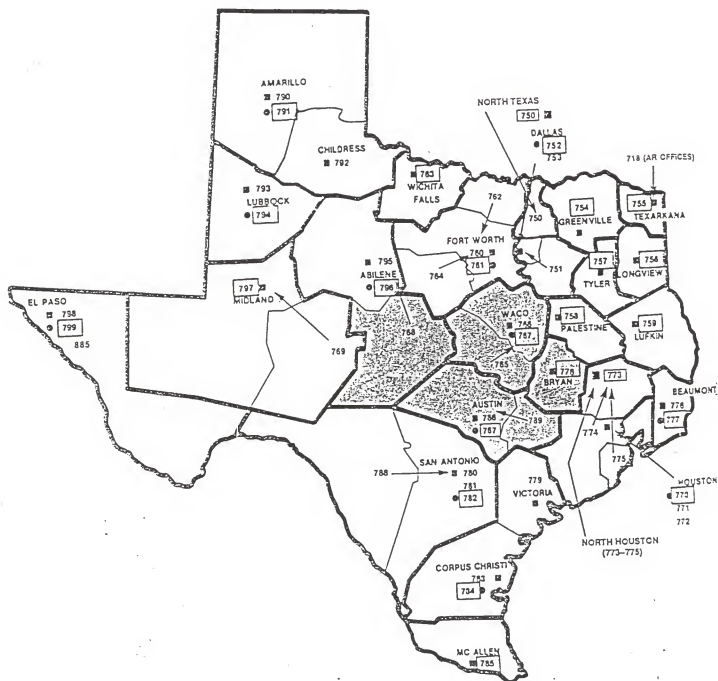 AMARILLO
790
791
CHILDRESS
792
793
LUBBOCK
794
NORTH TEXAS
750
DALLAS
752
753
718 (AR OFFICES)
755
TEXARKANA
763
WICHITA
FALLS
762
750
754
GREENVILLE
FORT WORTH
760
761
764
751
757
TYLER
756
LONGVIEW
795
ABILENE
796
797
MIDLAND
EL PASO
798
799
885
769
768
WACO
766
767
765
758
PALESTINE
759
LUFKIN
778
BRYAN
773
BEAUMONT
776
777
AUSTIN
786
787
789
774
775
HOUSTON
770
771
772
788
SAN ANTONIO
780
781
782
779
VICTORIA
NORTH HOUSTON
(773–775)
CORPUS CHRISTI
783
784
MC ALLEN
785